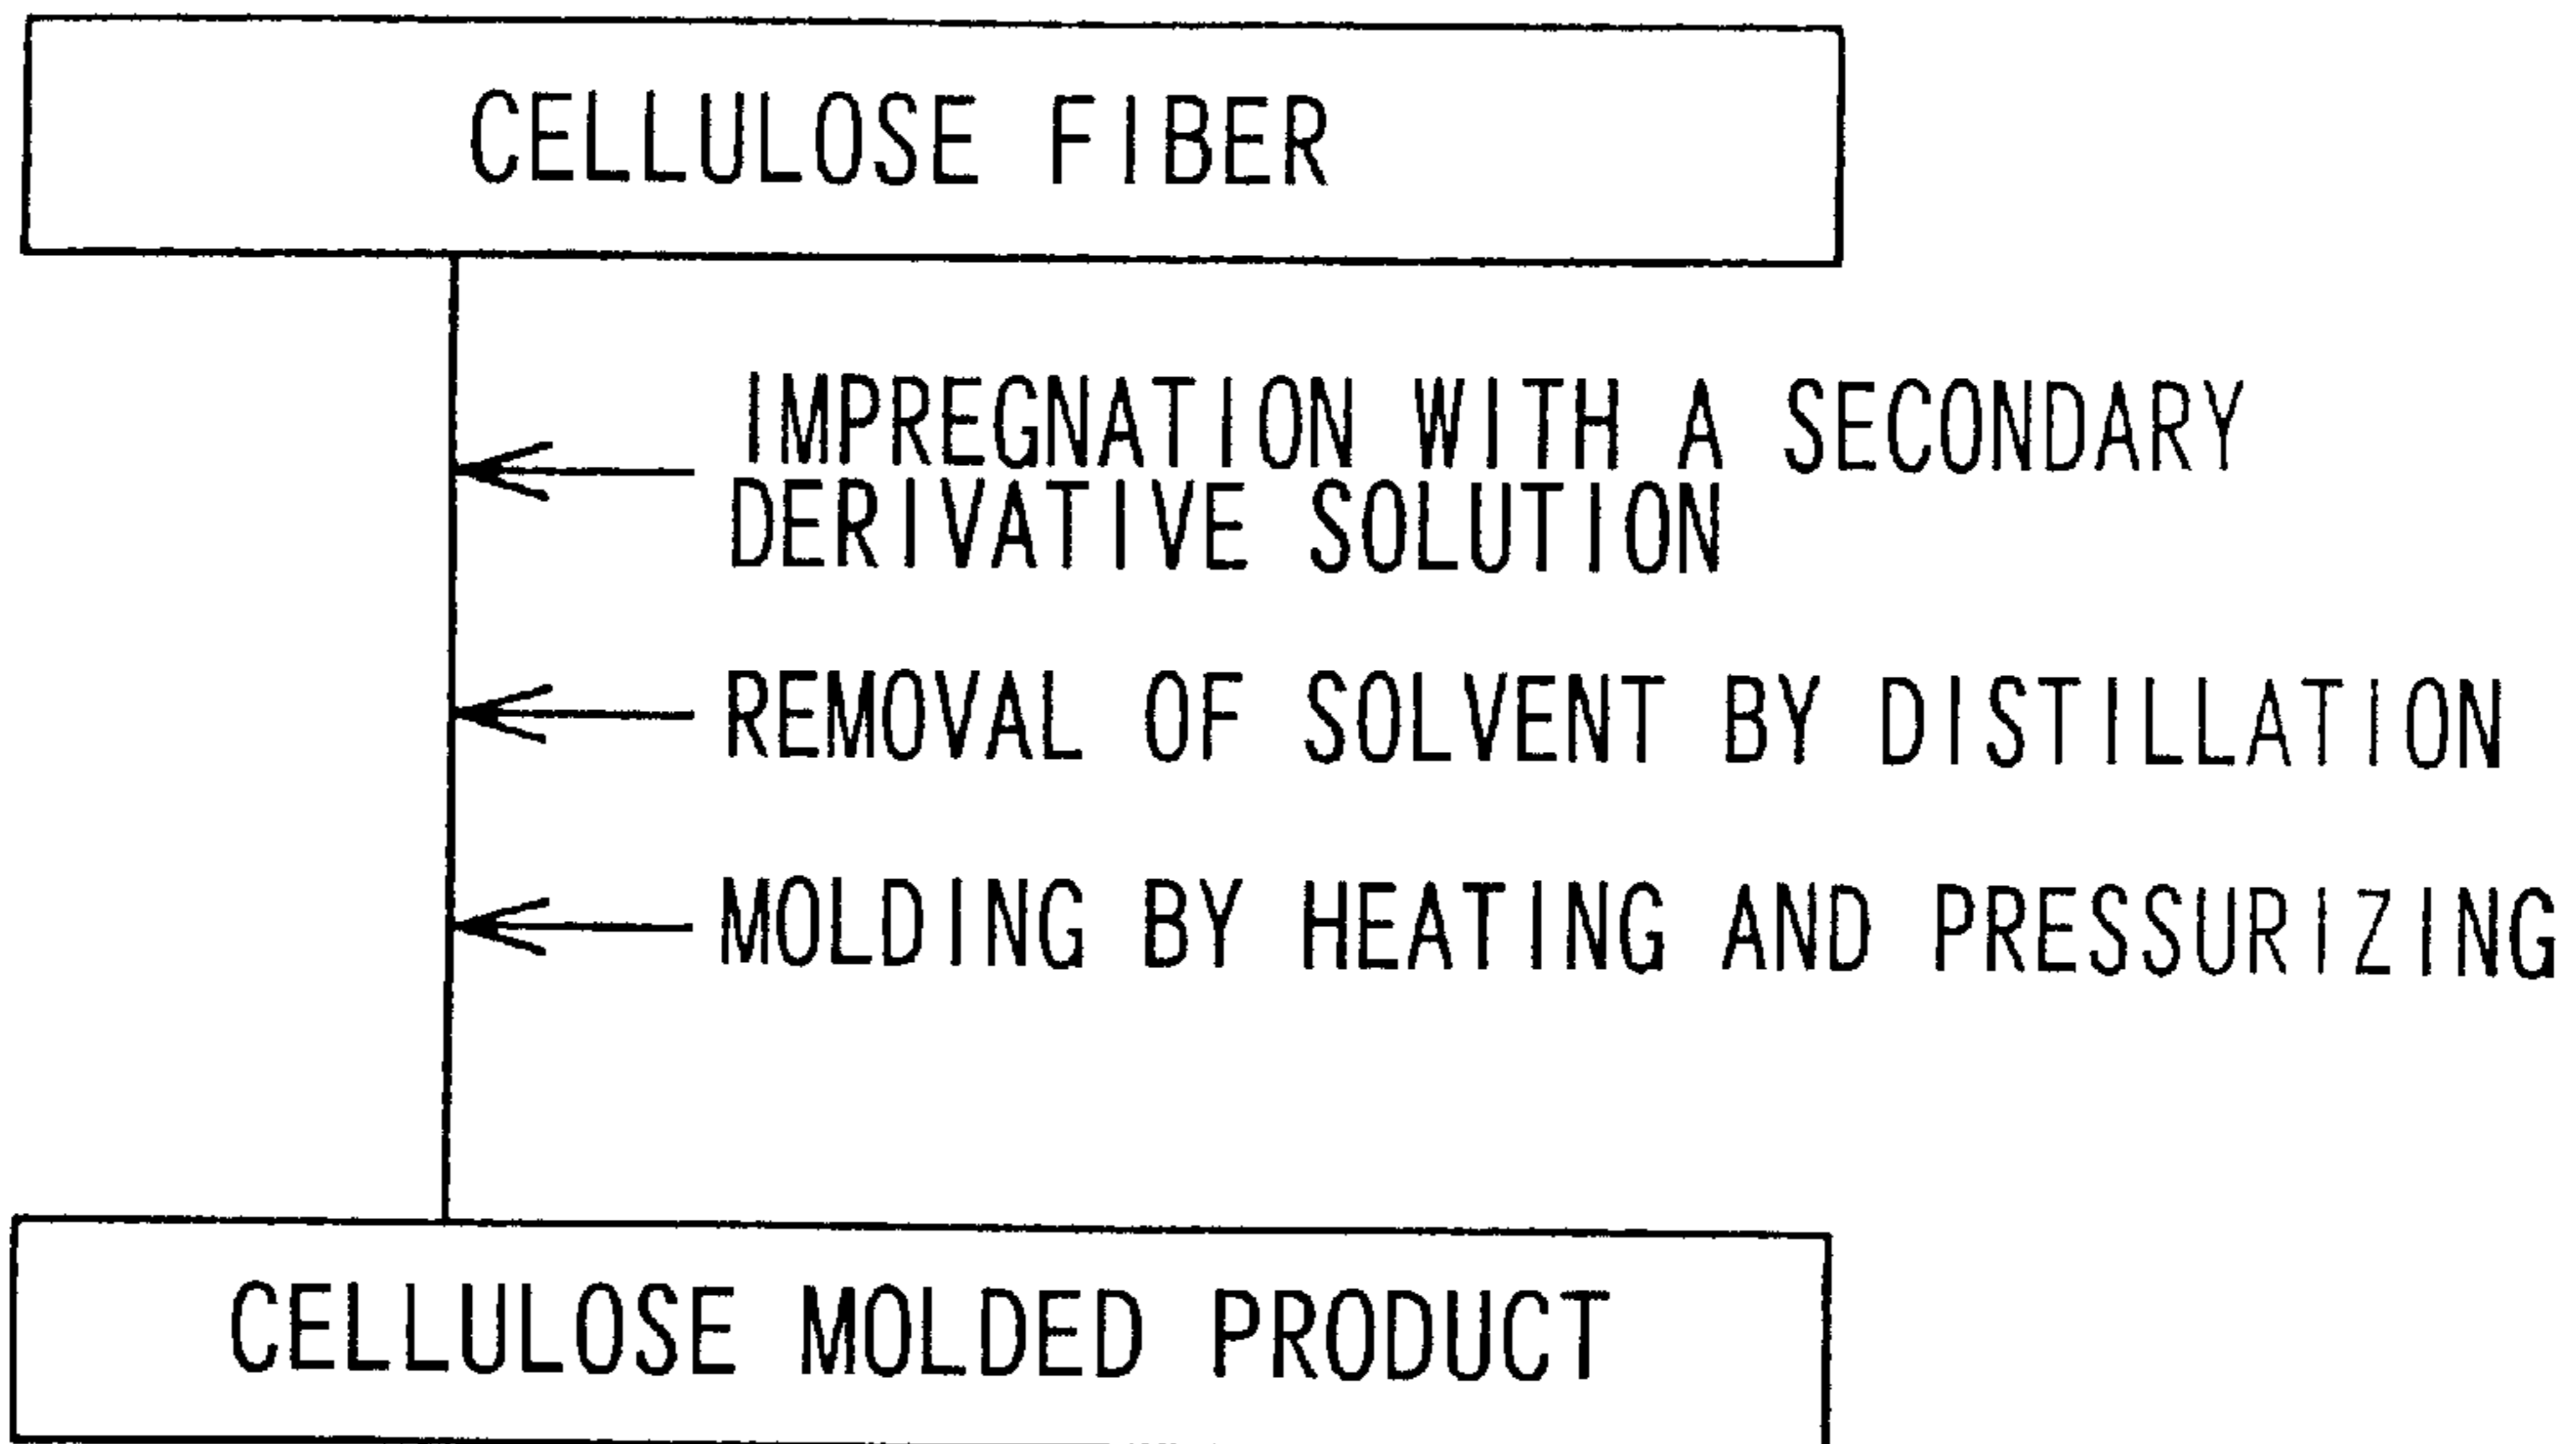 CELLULOSE FIBER
IMPREGNATION WITH A SECONDARY
DERIVATIVE SOLUTION
REMOVAL OF SOLVENT BY DISTILLATION
MOLDING BY HEATING AND PRESSURIZING
CELLULOSE MOLDED PRODUCT